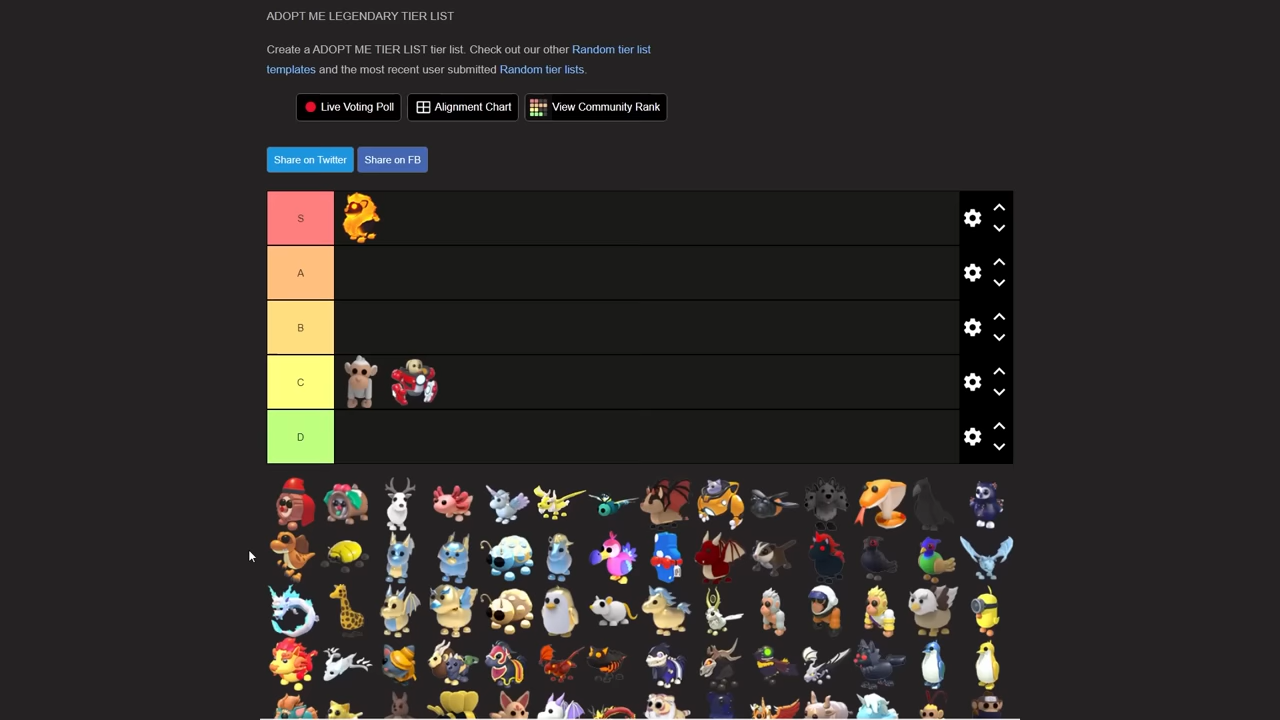 ADOPT ME LEGENDARY TIER LIST
Create a ADOPT ME TIER LIST tier list. Check out our other Random tier list
templates and the most recent user submitted Random tier lists.
Live Voting Poll
Alignment Chart
View Community Rank
Share on Twitter
Share on FB
S
A
B
C
D